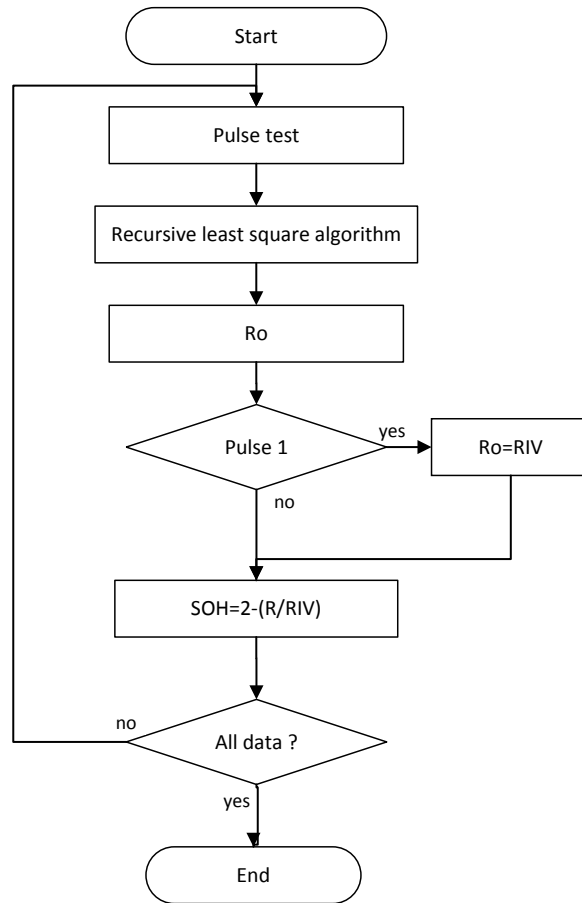 Start
Pulse test
Recursive least square algorithm
Ro
Pulse 1
yes
Ro=RIV
no
SOH=2-(R/RIV)
no
All data ?
yes
End